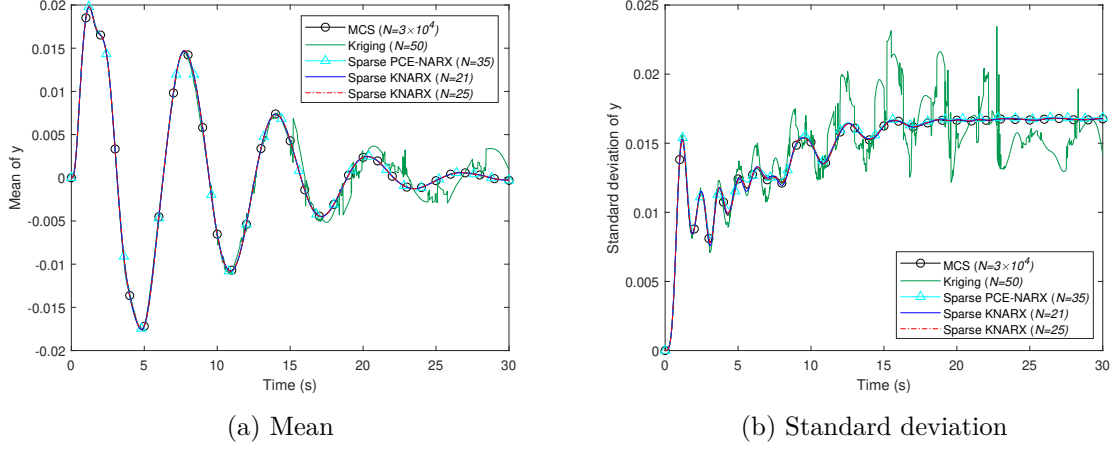 0.02
0.015
0.01
0.005
0
-0.005
-0.01
-0.015
-0.02
Mean of y
0 5 10 15 20 25 30
Time (s)
MCS (N=3×10⁴)
Kriging (N=50)
Sparse PCE-NARX (N=35)
Sparse KNARX (N=21)
Sparse KNARX (N=25)
(a) Mean
0.025
0.02
0.015
0.01
0.005
0
Standard deviation of y
0 5 10 15 20 25 30
Time (s)
MCS (N=3×10⁴)
Kriging (N=50)
Sparse PCE-NARX (N=35)
Sparse KNARX (N=21)
Sparse KNARX (N=25)
(b) Standard deviation